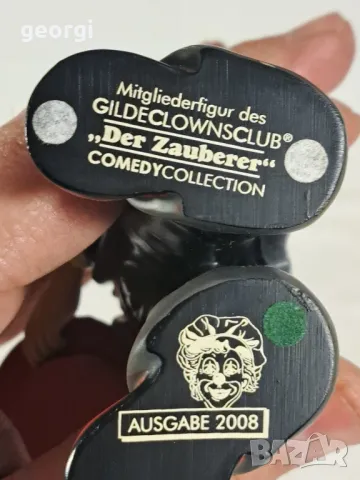 georgi
Mitgliederfigur des
GILDECLOWNSCLUB®
„Der Zauberer“
COMEDYCOLLECTION
AUSGABE 2008
BAZAR